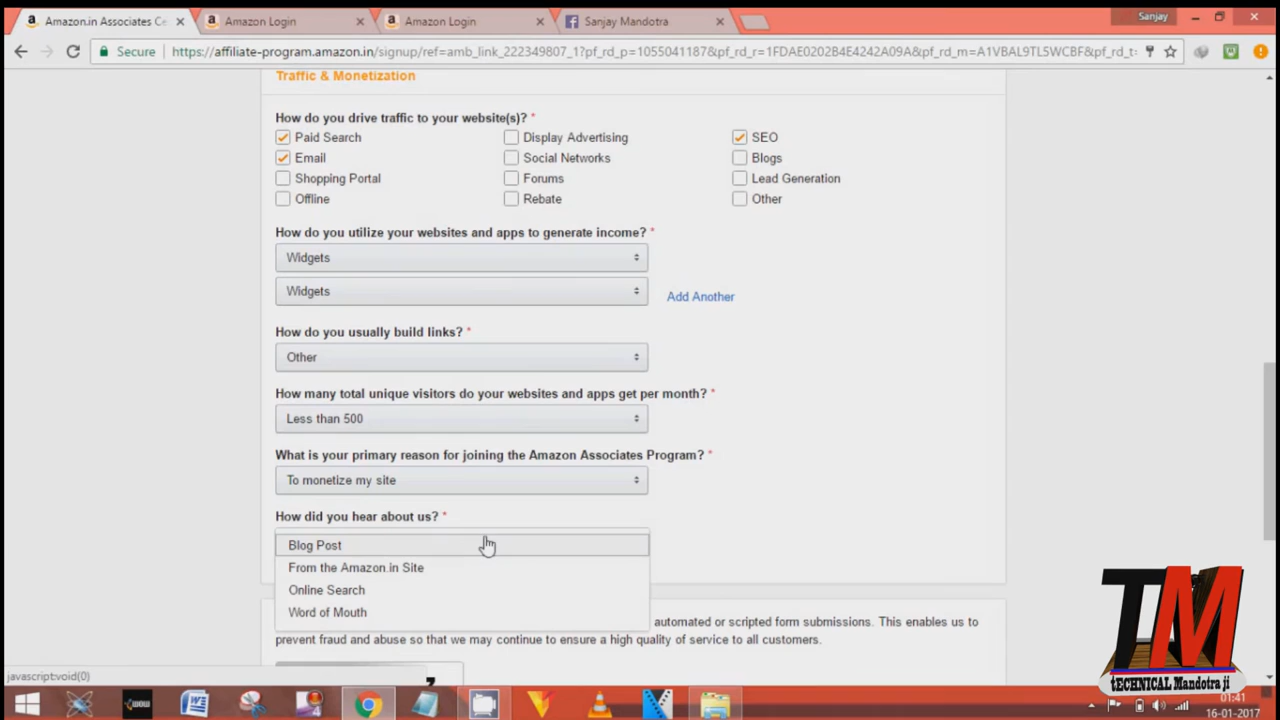 Amazon.in Associates Ce
Amazon Login
Amazon Login
Sanjay Mandotra
Sanjay
Secure
https://affiliate-program.amazon.in/signup/ref=amb_link_222349807_1?pf_rd_p=1055041187&pf_rd_r=1FDAE0202B4E4242A09A&pf_rd_m=A1VBAL9TL5WCBF&pf_rd_t=
Traffic & Monetization
How do you drive traffic to your website(s)? *
Paid Search
Display Advertising
SEO
Email
Social Networks
Blogs
Shopping Portal
Forums
Lead Generation
Offline
Rebate
Other
How do you utilize your websites and apps to generate income? *
Widgets
Widgets
Add Another
How do you usually build links? *
Other
How many total unique visitors do your websites and apps get per month? *
Less than 500
What is your primary reason for joining the Amazon Associates Program? *
To monetize my site
How did you hear about us? *
Blog Post
From the Amazon.in Site
Online Search
Word of Mouth
automated or scripted form submissions. This enables us to
prevent fraud and abuse so that we may continue to ensure a high quality of service to all customers.
javascript:void(0)
TM
tECHNICAL Mandotra ji
01:41
16-01-2017